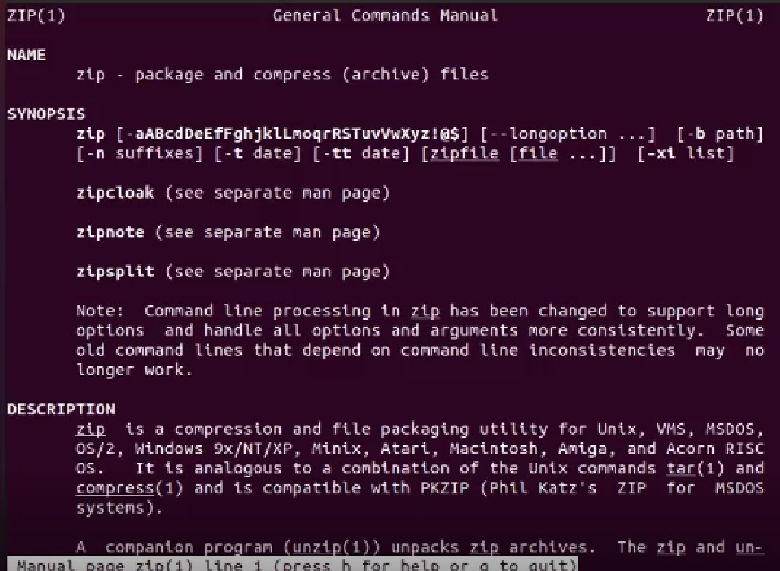 ZIP(1) General Commands Manual ZIP(1)
NAME
zip - package and compress (archive) files
SYNOPSIS
zip [-aABcdDeEfFghjklLmoqrRSTuvVwXyz!@$] [--longoption ...] [-b path]
[-n suffixes] [-t date] [-tt date] [zipfile [file ...]] [-xi list]
zipcloak (see separate man page)
zipnote (see separate man page)
zipsplit (see separate man page)
Note: Command line processing in zip has been changed to support long
options and handle all options and arguments more consistently. Some
old command lines that depend on command line inconsistencies may no
longer work.
DESCRIPTION
zip is a compression and file packaging utility for Unix, VMS, MSDOS,
OS/2, Windows 9x/NT/XP, Minix, Atari, Macintosh, Amiga, and Acorn RISC
OS. It is analogous to a combination of the Unix commands tar(1) and
compress(1) and is compatible with PKZIP (Phil Katz's ZIP for MSDOS
systems).
A companion program (unzip(1)) unpacks zip archives. The zip and un-
Manual page zip(1) line 1 (press h for help or q to quit)